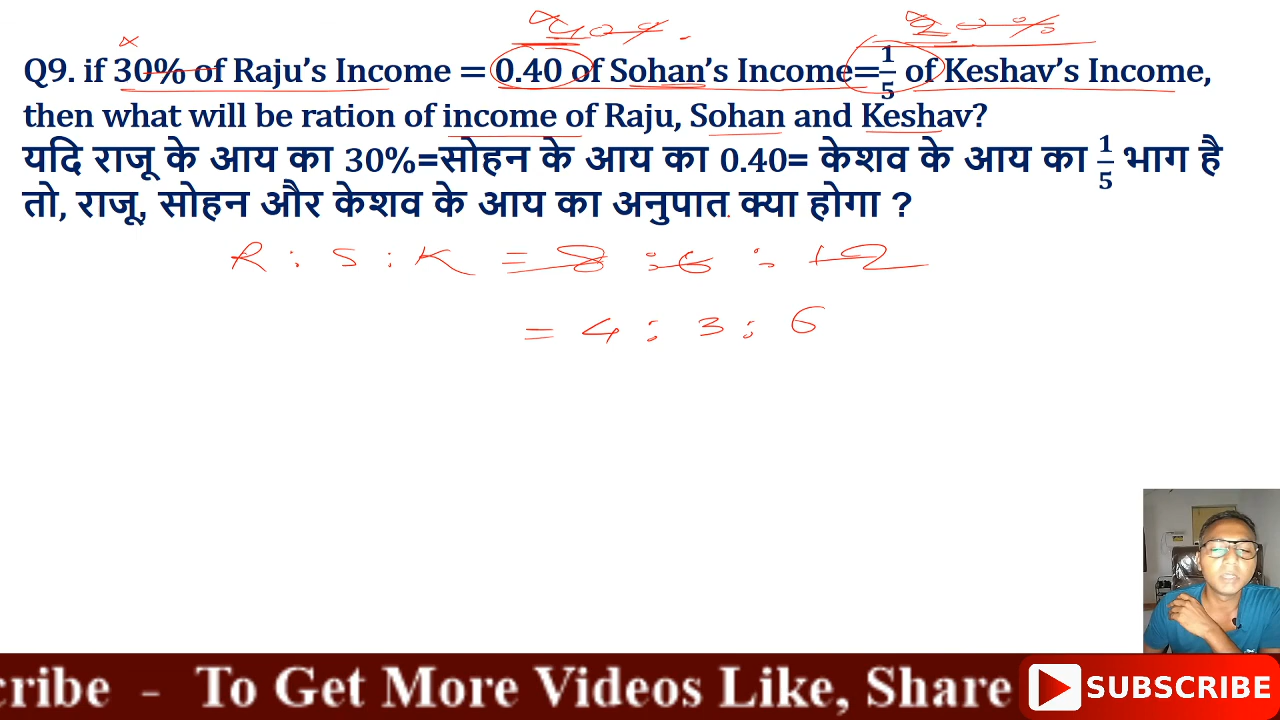 40%
20%
Q9. if 30% of Raju's Income = 0.40 of Sohan's Income=1/5 of Keshav's Income,
then what will be ration of income of Raju, Sohan and Keshav?
यदि राजू के आय का 30%=सोहन के आय का 0.40= केशव के आय का 1/5 भाग है
तो, राजू, सोहन और केशव के आय का अनुपात क्या होगा ?
R : S : K = 8 : 6 : 12
= 4 : 3 : 6
cribe - To Get More Videos Like, Share
SUBSCRIBE